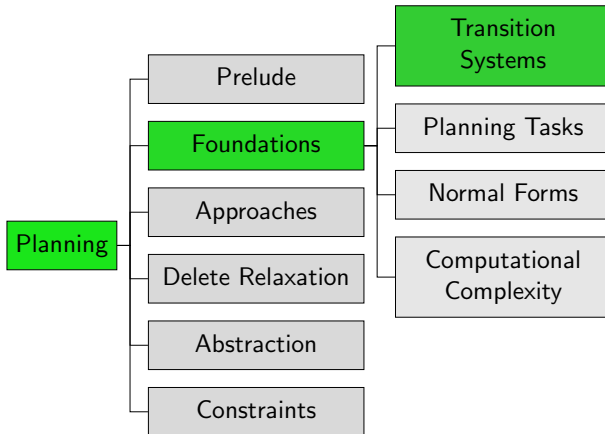 Planning
Prelude
Foundations
Approaches
Delete Relaxation
Abstraction
Constraints
Transition
Systems
Planning Tasks
Normal Forms
Computational
Complexity